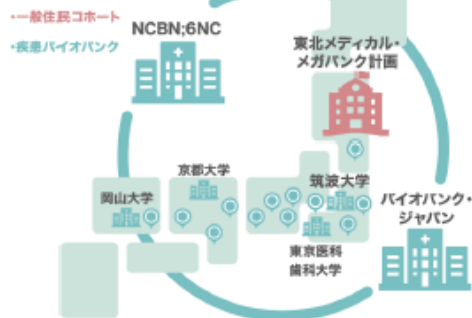 ・一般住民コホート
・疾患バイオバンク
NCBN;6NC
東北メディカル・
メガバンク計画
京都大学
岡山大学
筑波大学
バイオバンク・
ジャパン
東京医科
歯科大学